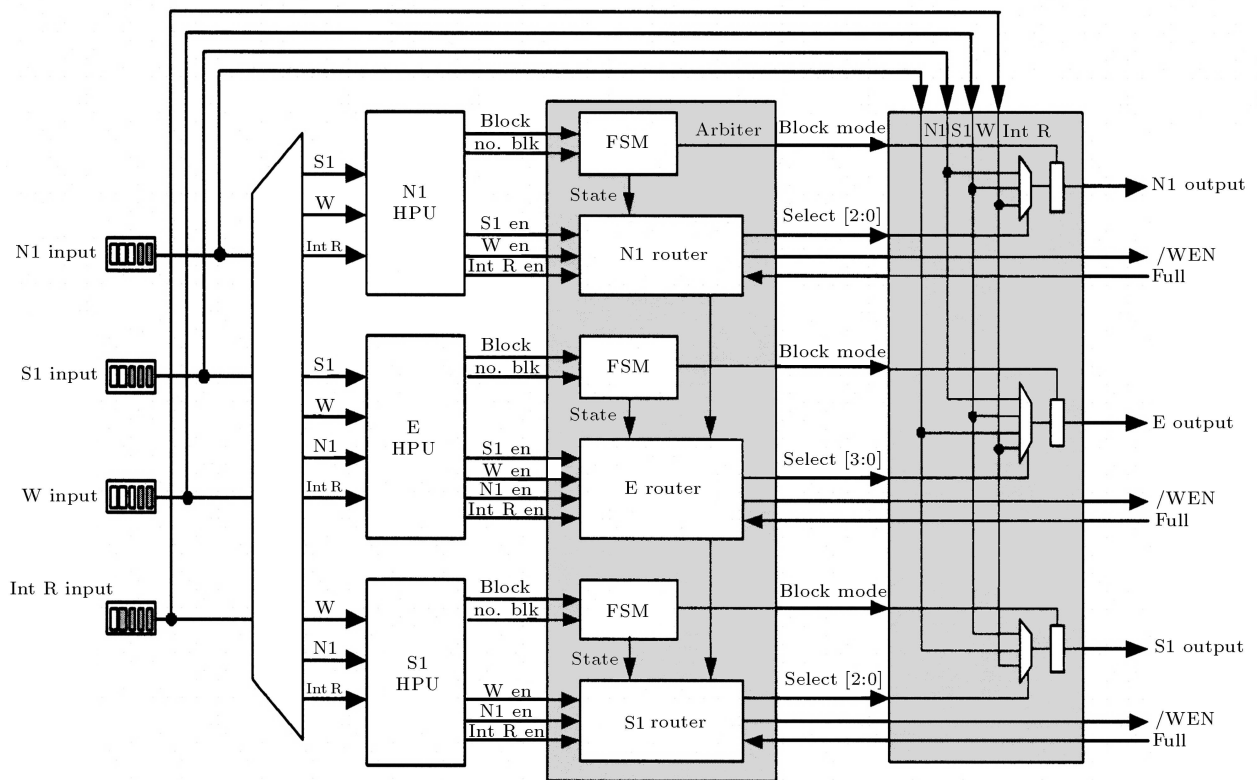 Block
no. blk
FSM
Arbiter
Block mode
N1 S1 W Int R
S1
W
Int R
N1
HPU
State
S1 en
W en
Int R en
N1 router
Select [2:0]
N1 output
/WEN
Full
N1 input
S1 input
W input
Int R input
Block
no. blk
FSM
Block mode
S1
W
N1
Int R
E
HPU
State
S1 en
W en
N1 en
Int R en
E router
Select [3:0]
E output
/WEN
Full
Block
no. blk
FSM
Block mode
W
N1
Int R
S1
HPU
State
W en
N1 en
Int R en
S1 router
Select [2:0]
S1 output
/WEN
Full